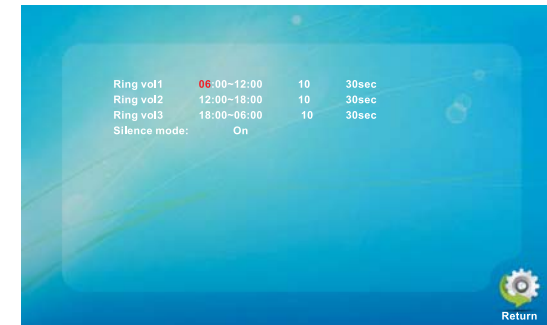 Ring vol1 06:00~12:00 10 30sec
Ring vol2 12:00~18:00 10 30sec
Ring vol3 18:00~06:00 10 30sec
Silence mode: On
Return